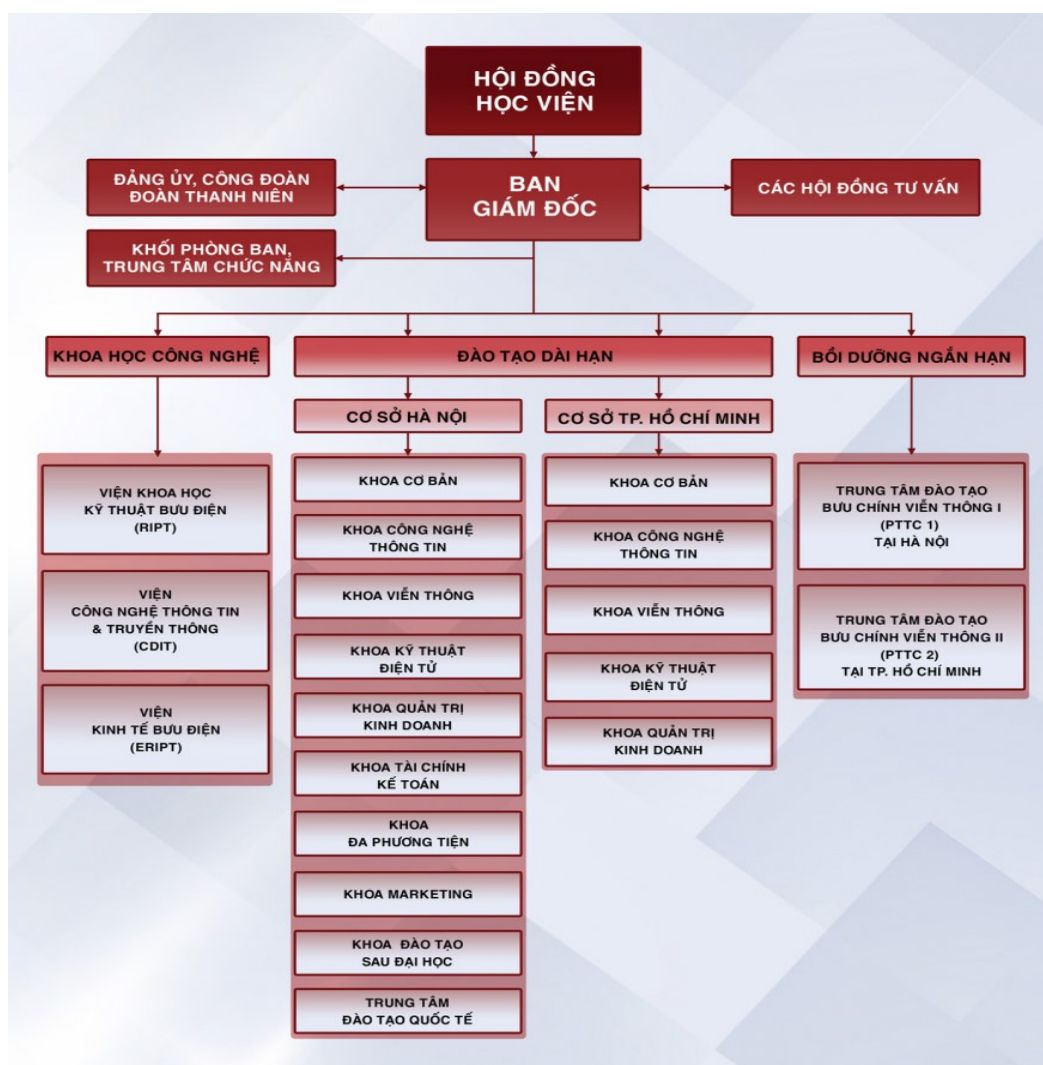 HỘI ĐỒNG
HỌC VIỆN
ĐẢNG ỦY, CÔNG ĐOÀN
ĐOÀN THANH NIÊN
BAN
GIÁM ĐỐC
CÁC HỘI ĐỒNG TƯ VẤN
KHỐI PHÒNG BAN,
TRUNG TÂM CHỨC NĂNG
KHOA HỌC CÔNG NGHỆ
ĐÀO TẠO DÀI HẠN
BỒI DƯỠNG NGẮN HẠN
CƠ SỞ HÀ NỘI
CƠ SỞ TP. HỒ CHÍ MINH
VIỆN KHOA HỌC
KỸ THUẬT BƯU ĐIỆN
(RIPT)
VIỆN
CÔNG NGHỆ THÔNG TIN
& TRUYỀN THÔNG
(CDIT)
VIỆN
KINH TẾ BƯU ĐIỆN
(ERIPT)
KHOA CƠ BẢN
KHOA CÔNG NGHỆ
THÔNG TIN
KHOA VIỄN THÔNG
KHOA KỸ THUẬT
ĐIỆN TỬ
KHOA QUẢN TRỊ
KINH DOANH
KHOA TÀI CHÍNH
KẾ TOÁN
KHOA
ĐA PHƯƠNG TIỆN
KHOA MARKETING
KHOA ĐÀO TẠO
SAU ĐẠI HỌC
TRUNG TÂM
ĐÀO TẠO QUỐC TẾ
KHOA CƠ BẢN
KHOA CÔNG NGHỆ
THÔNG TIN
KHOA VIỄN THÔNG
KHOA KỸ THUẬT
ĐIỆN TỬ
KHOA QUẢN TRỊ
KINH DOANH
TRUNG TÂM ĐÀO TẠO
BƯU CHÍNH VIỄN THÔNG I
(PTTC 1)
TẠI HÀ NỘI
TRUNG TÂM ĐÀO TẠO
BƯU CHÍNH VIỄN THÔNG II
(PTTC 2)
TẠI TP. HỒ CHÍ MINH